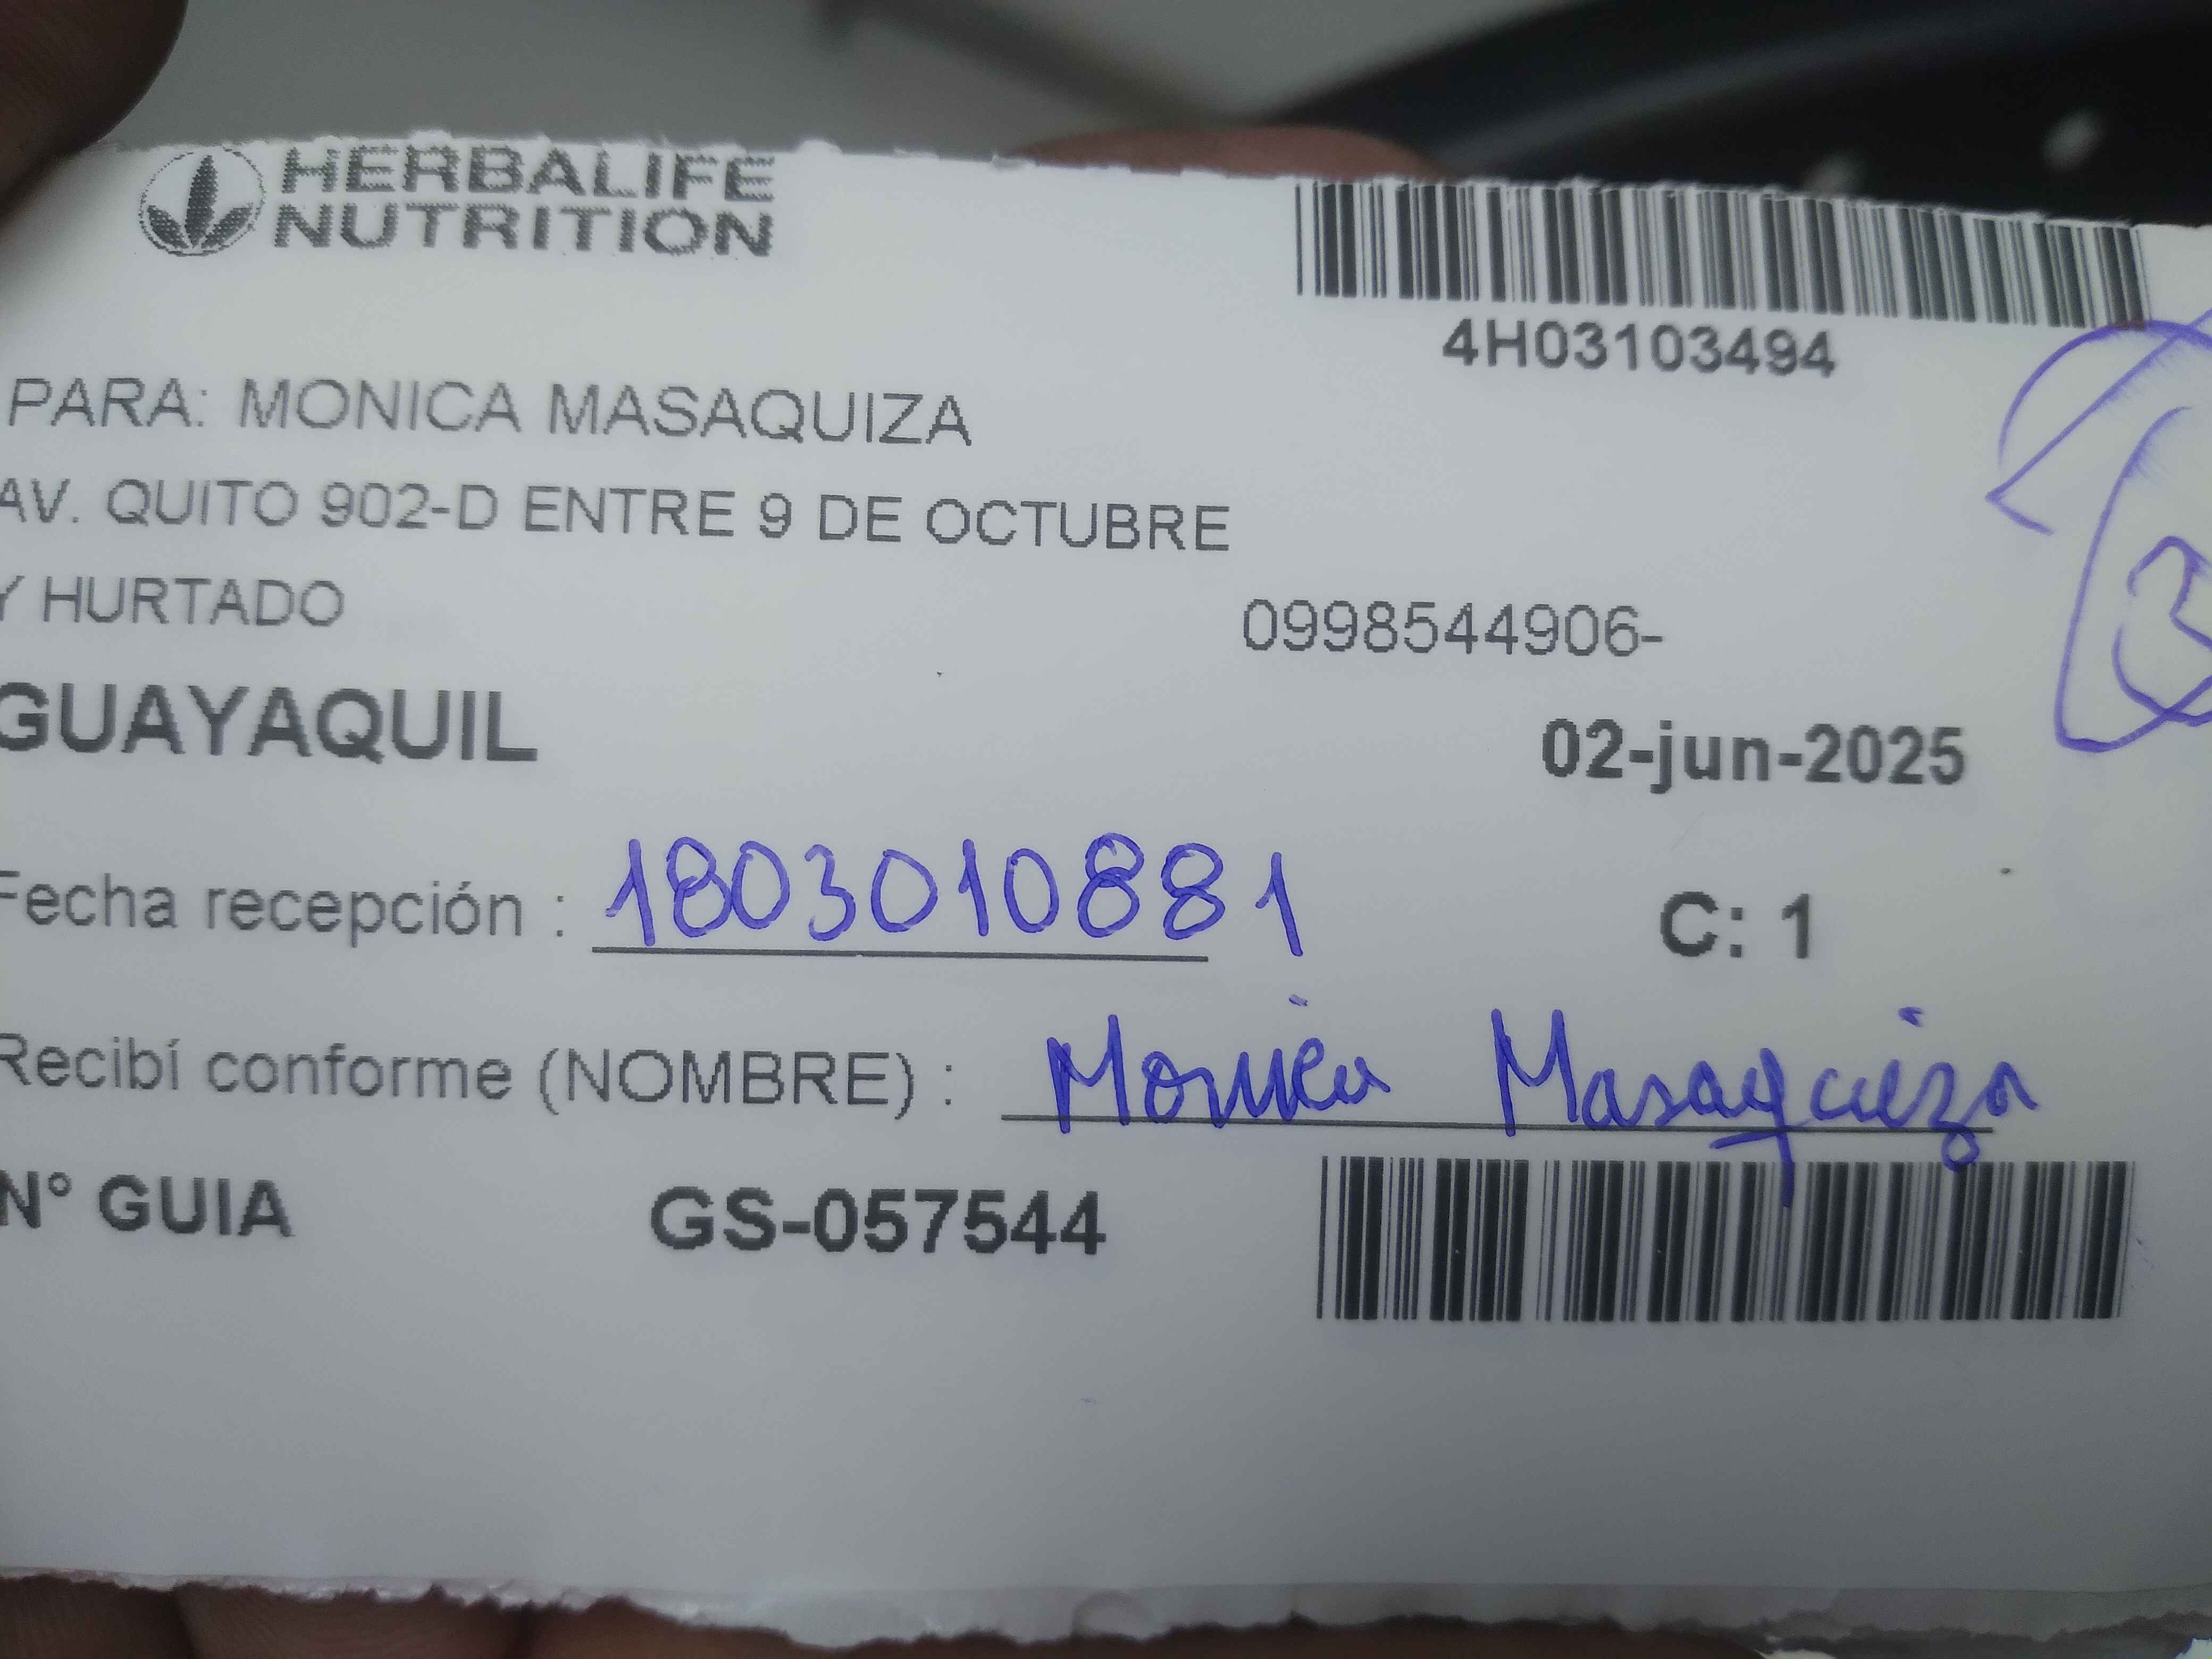 HERBALIFE
NUTRITION
4H03103494
PARA: MONICA MASAQUIZA
AV. QUITO 902-D ENTRE 9 DE OCTUBRE
Y HURTADO
0998544906-
GUAYAQUIL
02-jun-2025
Fecha recepción : 1803010881
C: 1
Recibí conforme (NOMBRE) : Monica Masaquiza
N° GUIA GS-057544